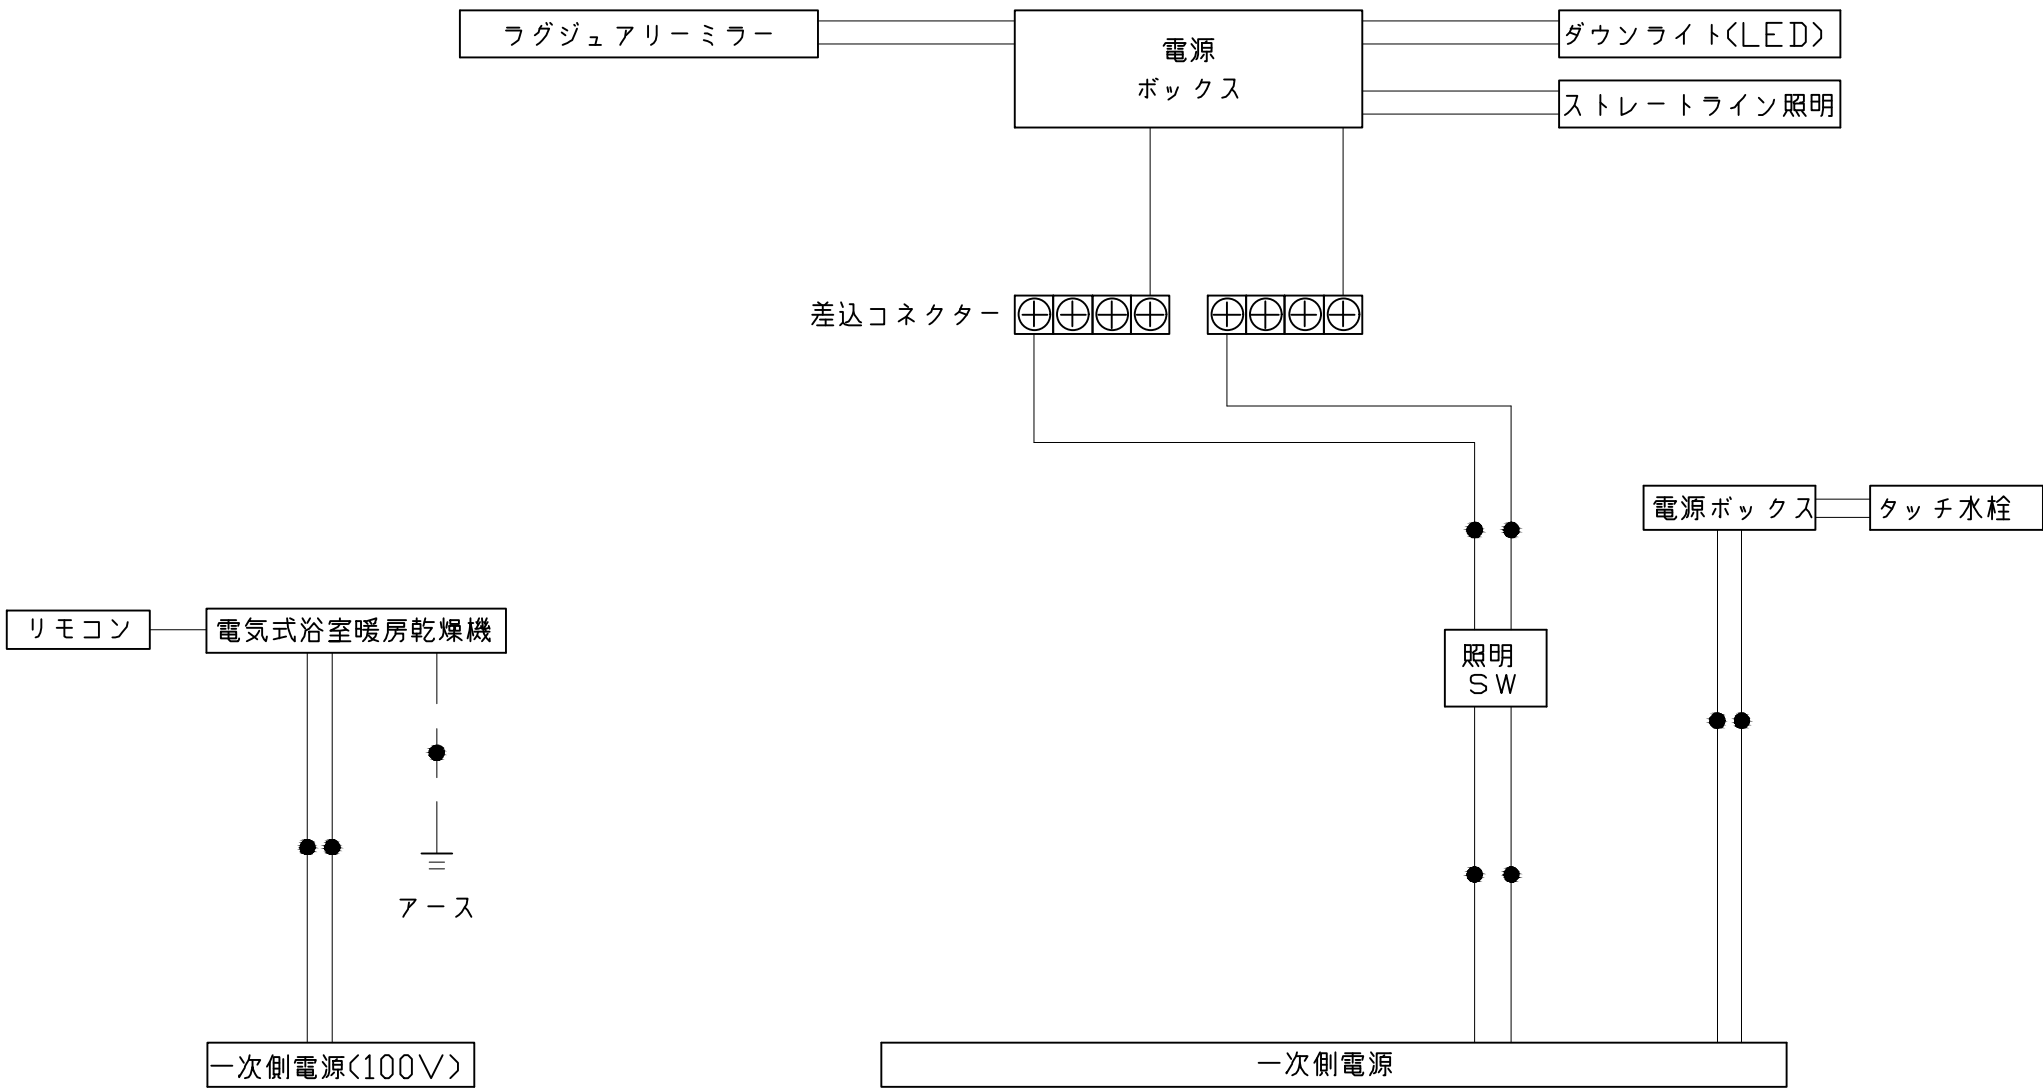 ラグジュアリーミラー
電源
ボックス
ダウンライト(LED)
ストレートライン照明
差込コネクター
電源ボックス
タッチ水栓
リモコン
電気式浴室暖房乾燥機
照明
SW
アース
一次側電源(100V)
一次側電源